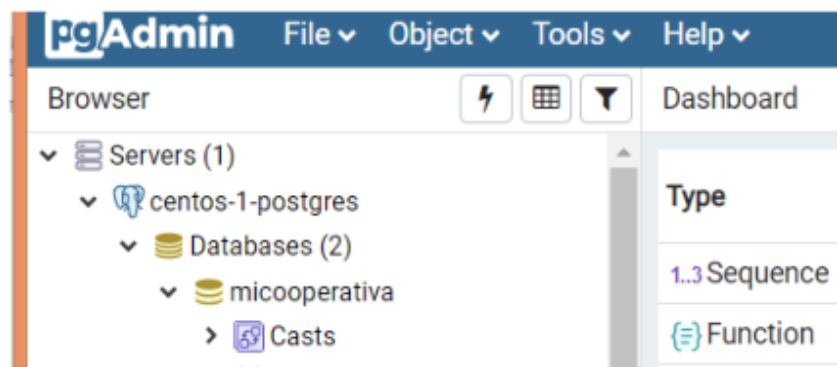 pgAdmin File Object Tools Help
Browser Dashboard
Servers (1)
centos-1-postgres
Type
Databases (2)
1..3 Sequence
micooperativa
Casts
{=} Function